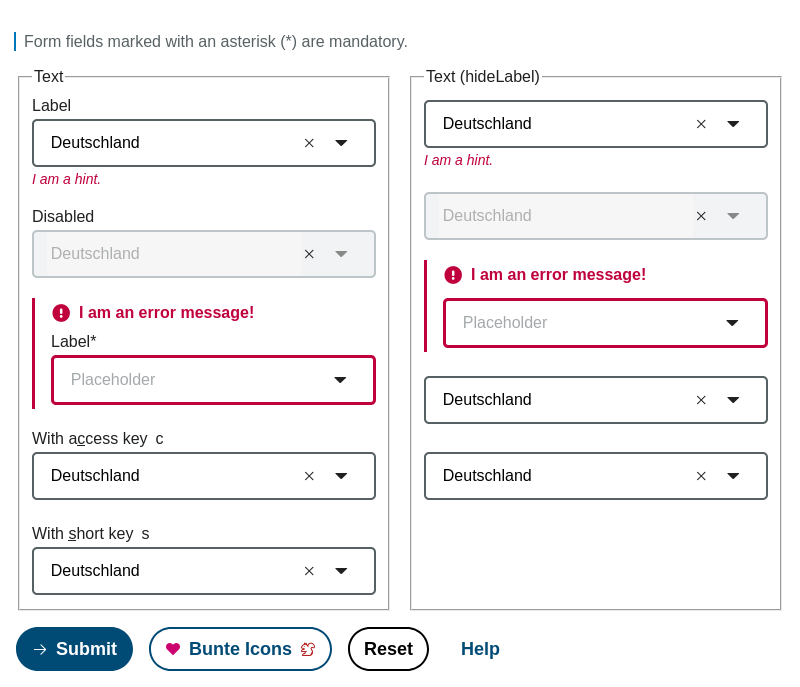 Form fields marked with an asterisk (*) are mandatory.
Text
Label
Deutschland
I am a hint.
Disabled
Deutschland
I am an error message!
Label*
Placeholder
With access key c
Deutschland
With short key s
Deutschland
Text (hideLabel)
Deutschland
I am a hint.
Deutschland
I am an error message!
Placeholder
Deutschland
Deutschland
Submit
Bunte Icons
Reset
Help